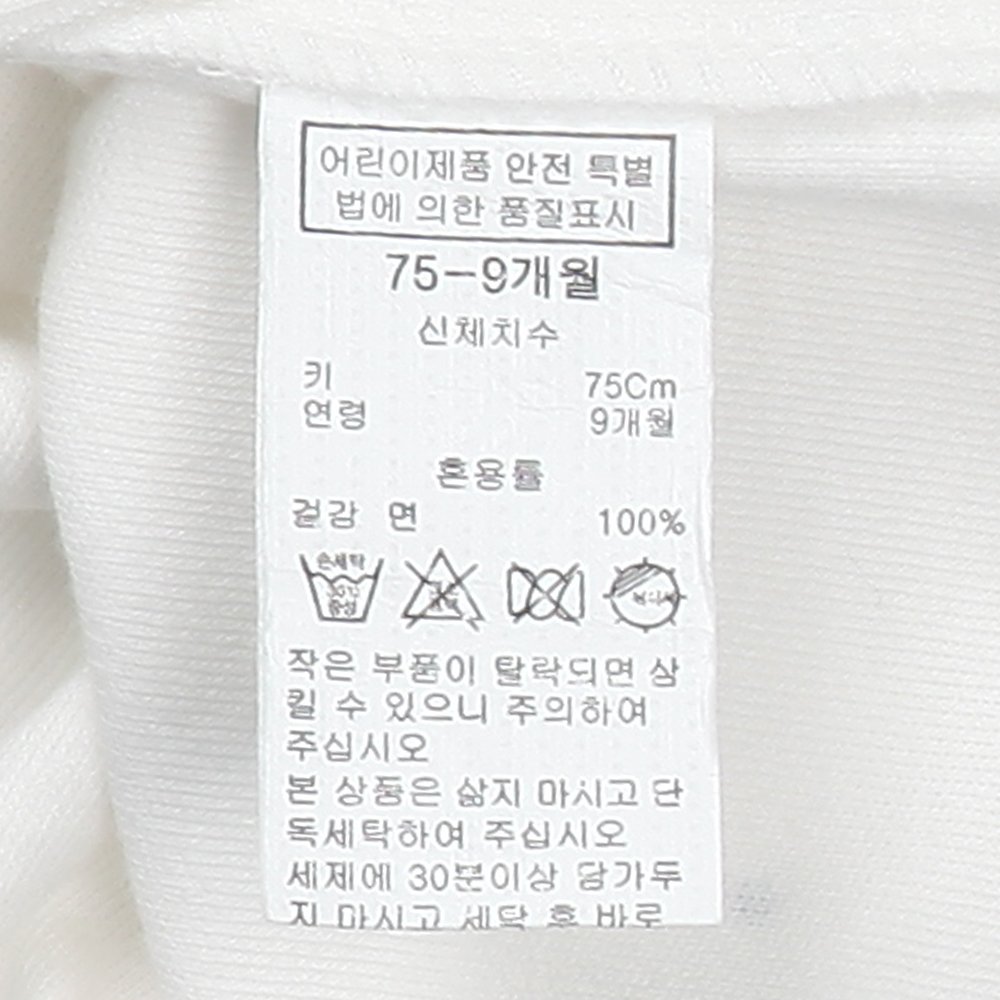 어린이제품 안전 특별
법에 의한 품질표시
75-9개월
신체치수
키 75Cm
연령 9개월
혼용률
겉감 면 100%
손세탁
30℃
중성
작은 부품이 탈락되면 삼
킬 수 있으니 주의하여
주십시오
본 상품은 삶지 마시고 단
독세탁하여 주십시오
세제에 30분이상 담가두
지 마시고 세탁 후 바로